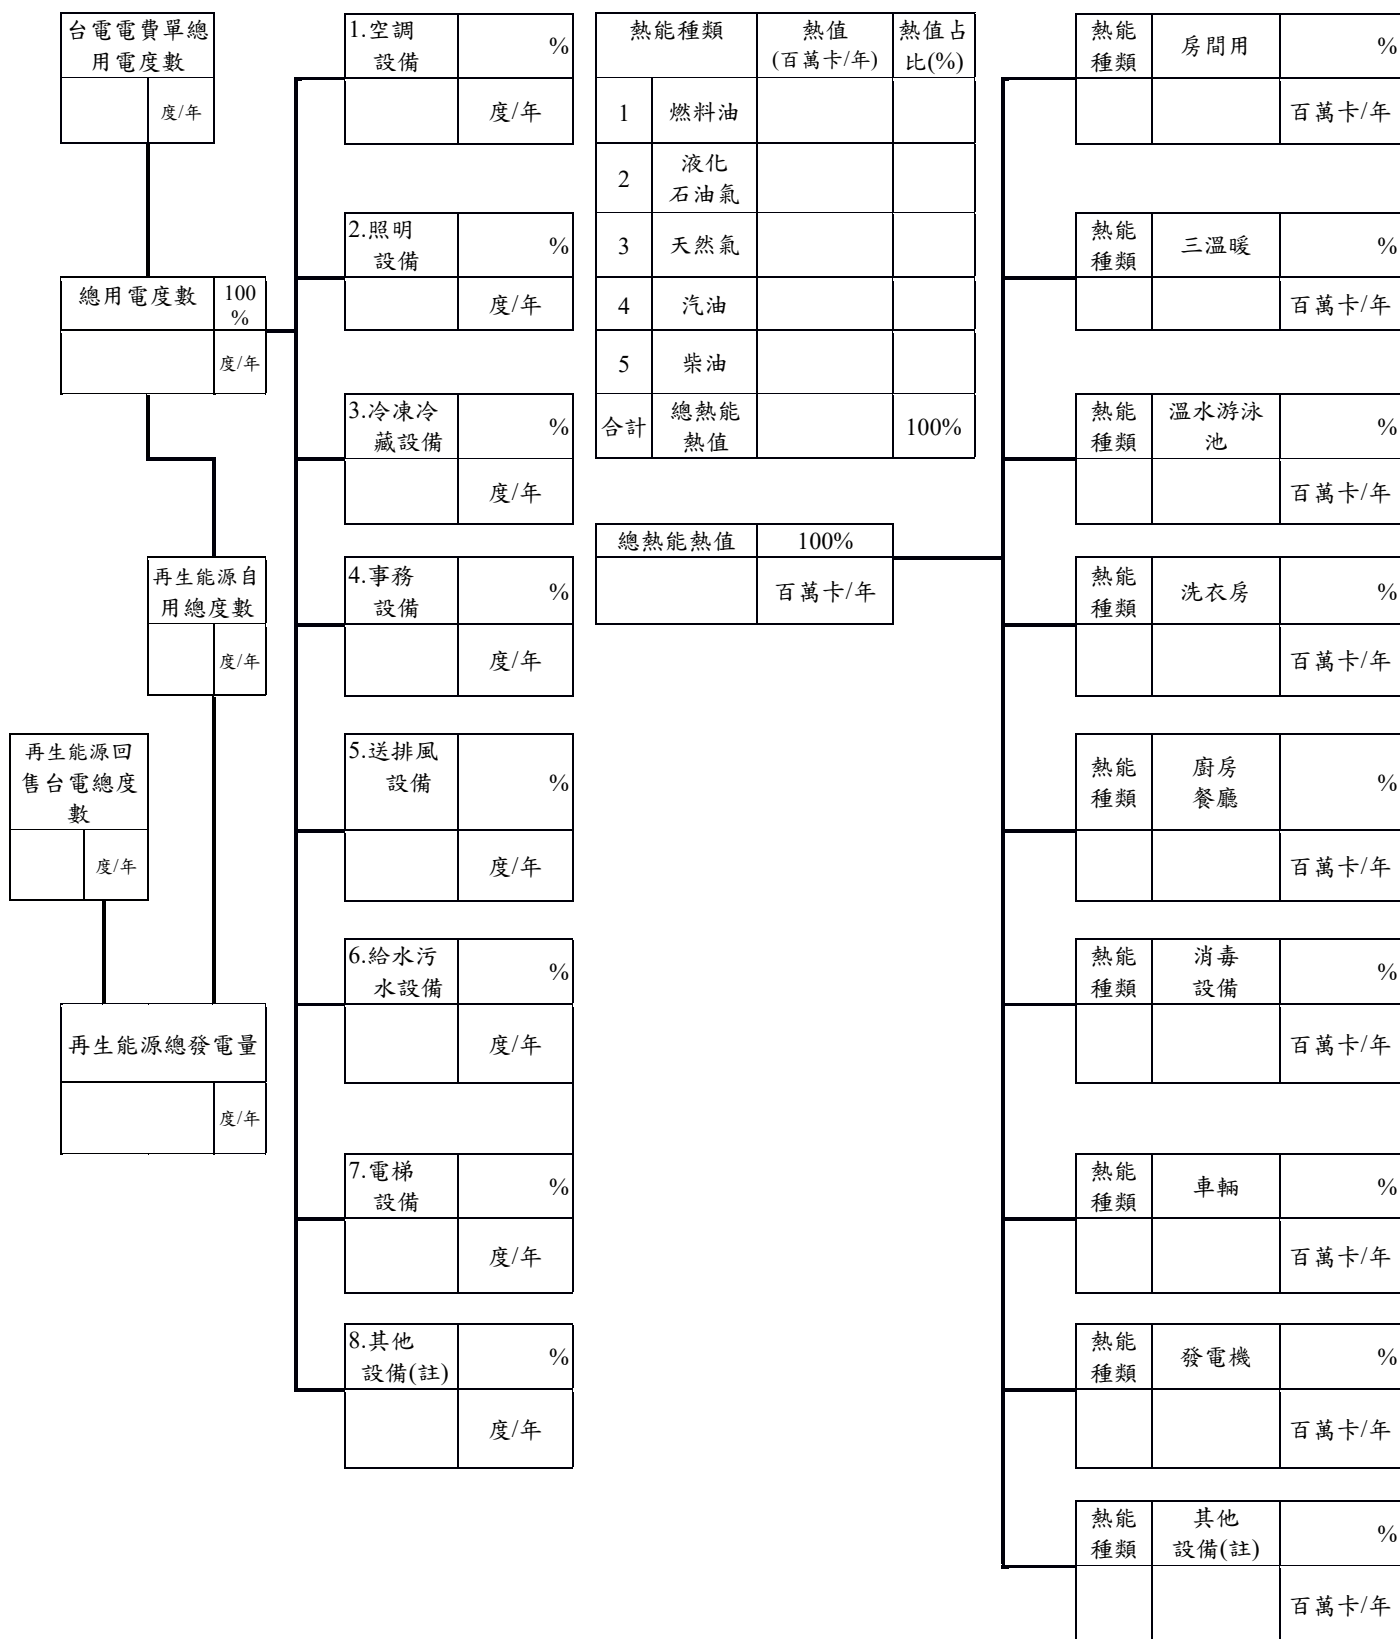 台電電費單總
用電度數
度/年
總用電度數
100
%
度/年
再生能源自
用總度數
度/年
再生能源回
售台電總度
數
度/年
再生能源總發電量
度/年
1.空調
設備
%
度/年
2.照明
設備
%
度/年
3.冷凍冷
藏設備
%
度/年
4.事務
設備
%
度/年
5.送排風
設備
%
度/年
6.給水污
水設備
%
度/年
7.電梯
設備
%
度/年
8.其他
設備(註)
%
度/年
熱能種類
熱值
(百萬卡/年)
熱值占
比(%)
1
燃料油
2
液化
石油氣
3
天然氣
4
汽油
5
柴油
合計
總熱能
熱值
100%
總熱能熱值
100%
百萬卡/年
熱能
種類
房間用
%
百萬卡/年
熱能
種類
三溫暖
%
百萬卡/年
熱能
種類
溫水游泳
池
%
百萬卡/年
熱能
種類
洗衣房
%
百萬卡/年
熱能
種類
廚房
餐廳
%
百萬卡/年
熱能
種類
消毒
設備
%
百萬卡/年
熱能
種類
車輛
%
百萬卡/年
熱能
種類
發電機
%
百萬卡/年
熱能
種類
其他
設備(註)
%
百萬卡/年